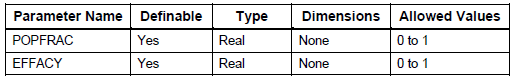 Parameter Name Definable Type Dimensions Allowed Values
POPFRAC Yes Real None 0 to 1
EFFACY Yes Real None 0 to 1